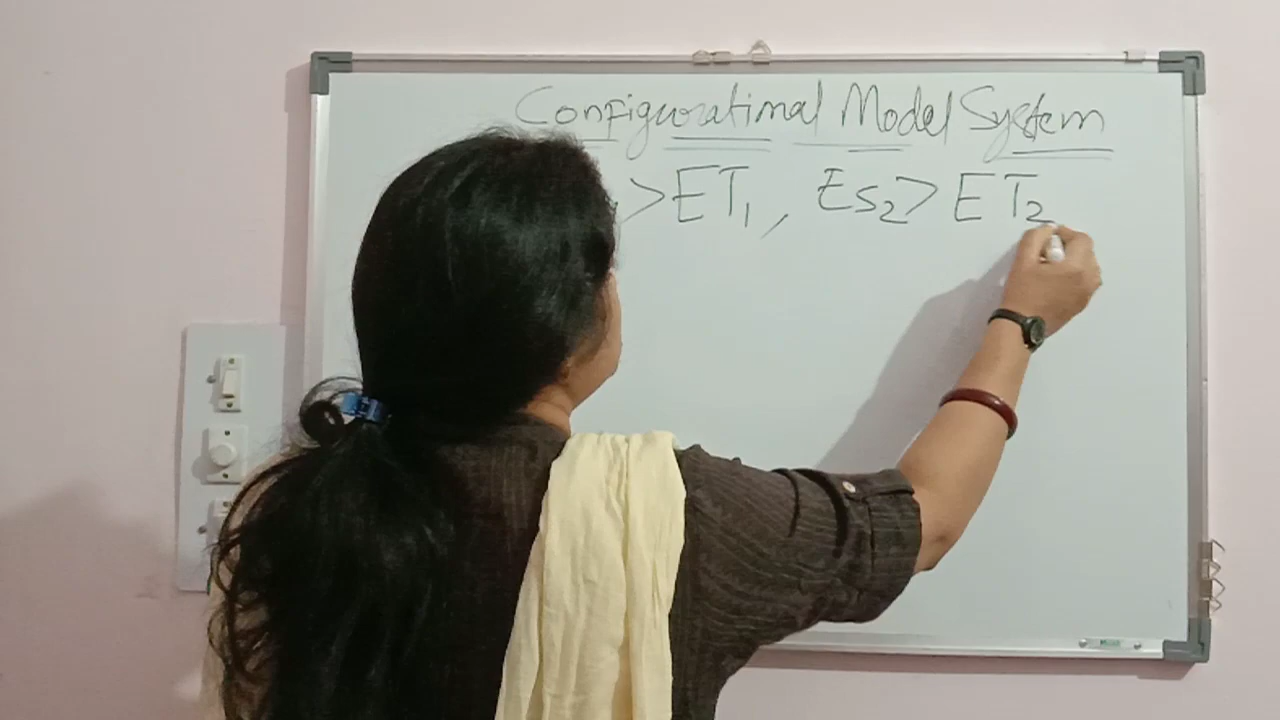 Configurational Model System
> ET₁, Es₂ > ET₂